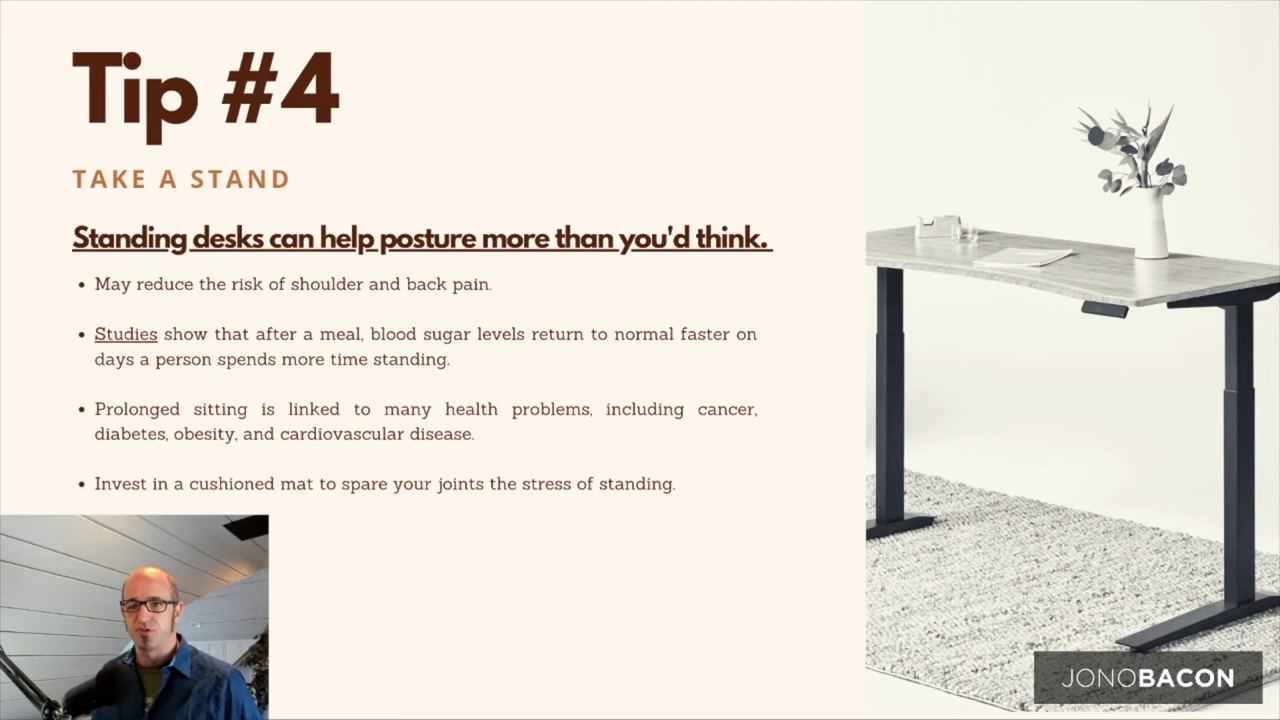 Tip #4
TAKE A STAND
Standing desks can help posture more than you'd think.
• May reduce the risk of shoulder and back pain.
• Studies show that after a meal, blood sugar levels return to normal faster on
days a person spends more time standing.
• Prolonged sitting is linked to many health problems, including cancer,
diabetes, obesity, and cardiovascular disease.
• Invest in a cushioned mat to spare your joints the stress of standing.
JONOBACON